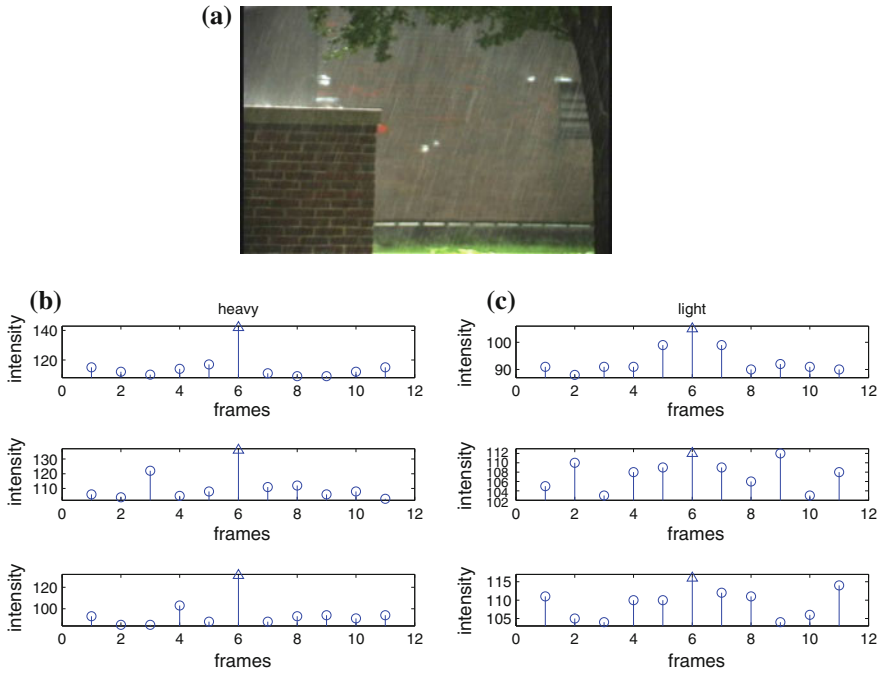 (a)
(b)
heavy
intensity
140
120
0 2 4 6 8 10 12
frames
intensity
130
120
110
0 2 4 6 8 10 12
frames
intensity
120
100
0 2 4 6 8 10 12
frames
(c)
light
intensity
100
90
0 2 4 6 8 10 12
frames
intensity
112
110
108
106
104
102
0 2 4 6 8 10 12
frames
intensity
115
110
105
0 2 4 6 8 10 12
frames